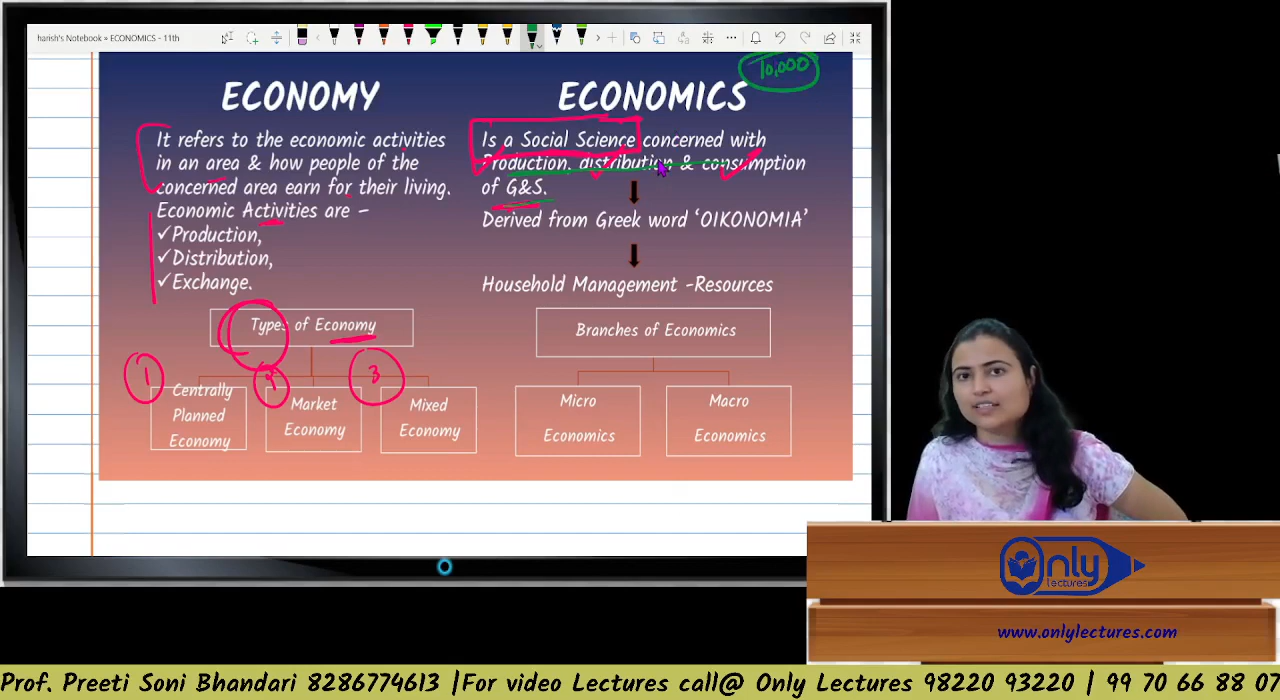 harish's Notebook » ECONOMICS - 11th
10,000
ECONOMY
It refers to the economic activities
in an area & how people of the
concerned area earn for their living.
Economic Activities are –
✓Production,
✓Distribution,
✓Exchange.
Types of Economy
1
2
3
Centrally
Planned
Economy
Market
Economy
Mixed
Economy
ECONOMICS
Is a Social Science concerned with
Production, distribution & consumption
of G&S.
Derived from Greek word ‘OIKONOMIA’
Household Management -Resources
Branches of Economics
Micro
Economics
Macro
Economics
Only
lectures
www.onlylectures.com
Prof. Preeti Soni Bhandari 8286774613 |For video Lectures call@ Only Lectures 98220 93220 | 99 70 66 88 07